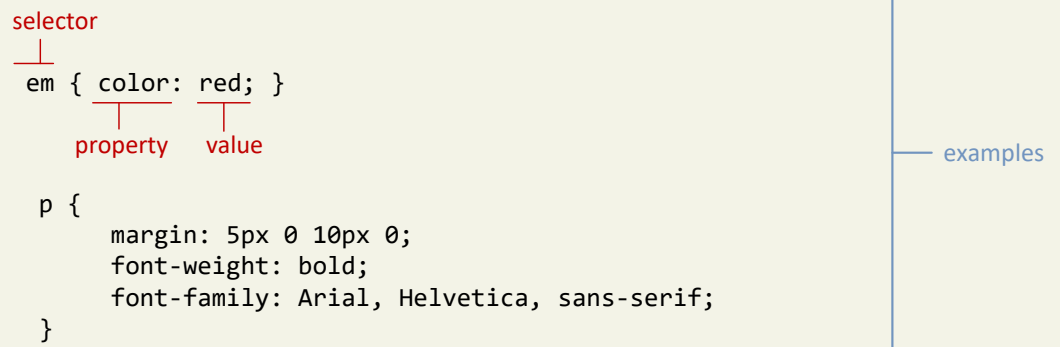 selector
em { color: red; }
property value
examples
p {
margin: 5px 0 10px 0;
font-weight: bold;
font-family: Arial, Helvetica, sans-serif;
}